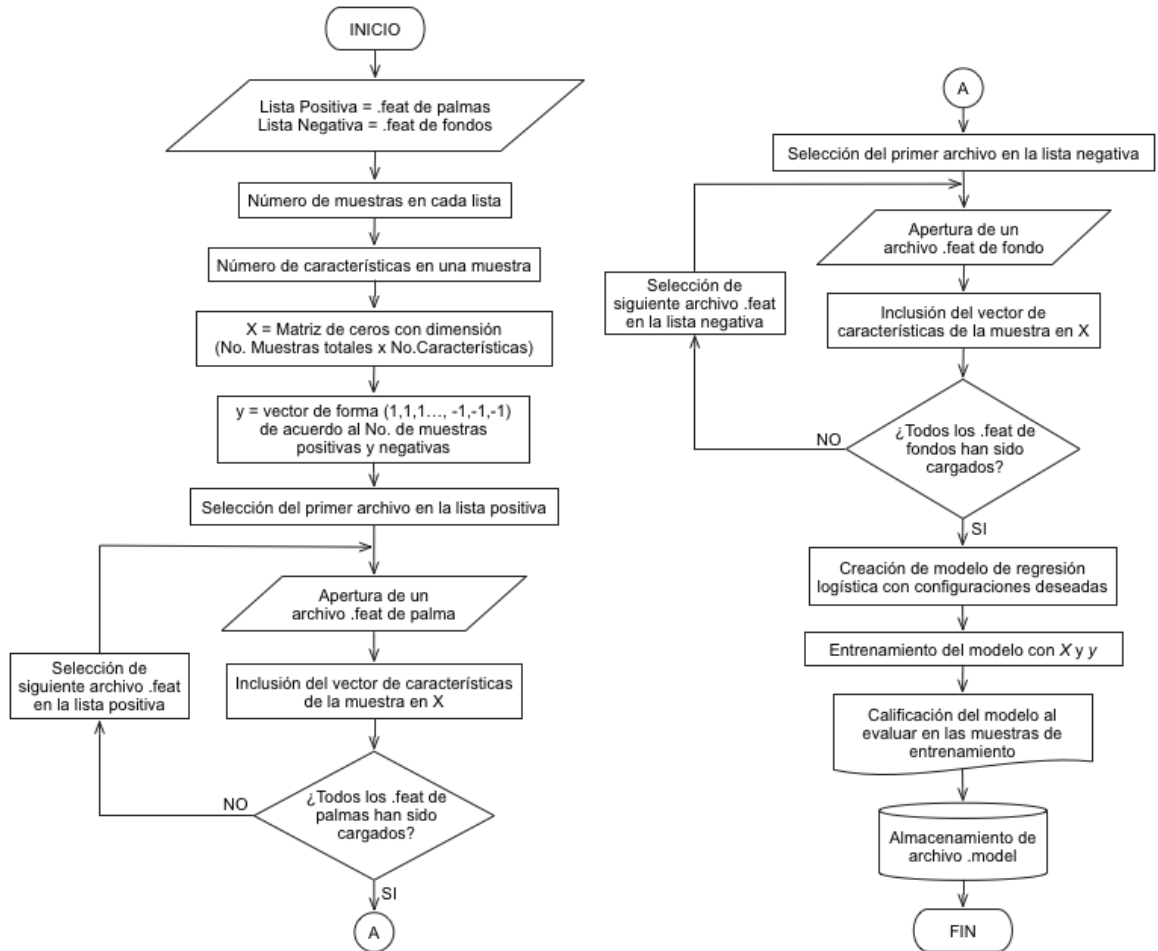 INICIO
Lista Positiva = .feat de palmas
Lista Negativa = .feat de fondos
Número de muestras en cada lista
Número de características en una muestra
X = Matriz de ceros con dimensión
(No. Muestras totales x No.Características)
y = vector de forma (1,1,1..., -1,-1,-1)
de acuerdo al No. de muestras
positivas y negativas
Selección del primer archivo en la lista positiva
Apertura de un
archivo .feat de palma
Selección de
siguiente archivo .feat
en la lista positiva
Inclusión del vector de características
de la muestra en X
NO
¿Todos los .feat de
palmas han sido
cargados?
SI
A
A
Selección del primer archivo en la lista negativa
Apertura de un
archivo .feat de fondo
Selección de
siguiente archivo .feat
en la lista negativa
Inclusión del vector de
características de la muestra en X
NO
¿Todos los .feat de
fondos han sido
cargados?
SI
Creación de modelo de regresión
logística con configuraciones deseadas
Entrenamiento del modelo con X y y
Calificación del modelo al
evaluar en las muestras de
entrenamiento
Almacenamiento de
archivo .model
FIN